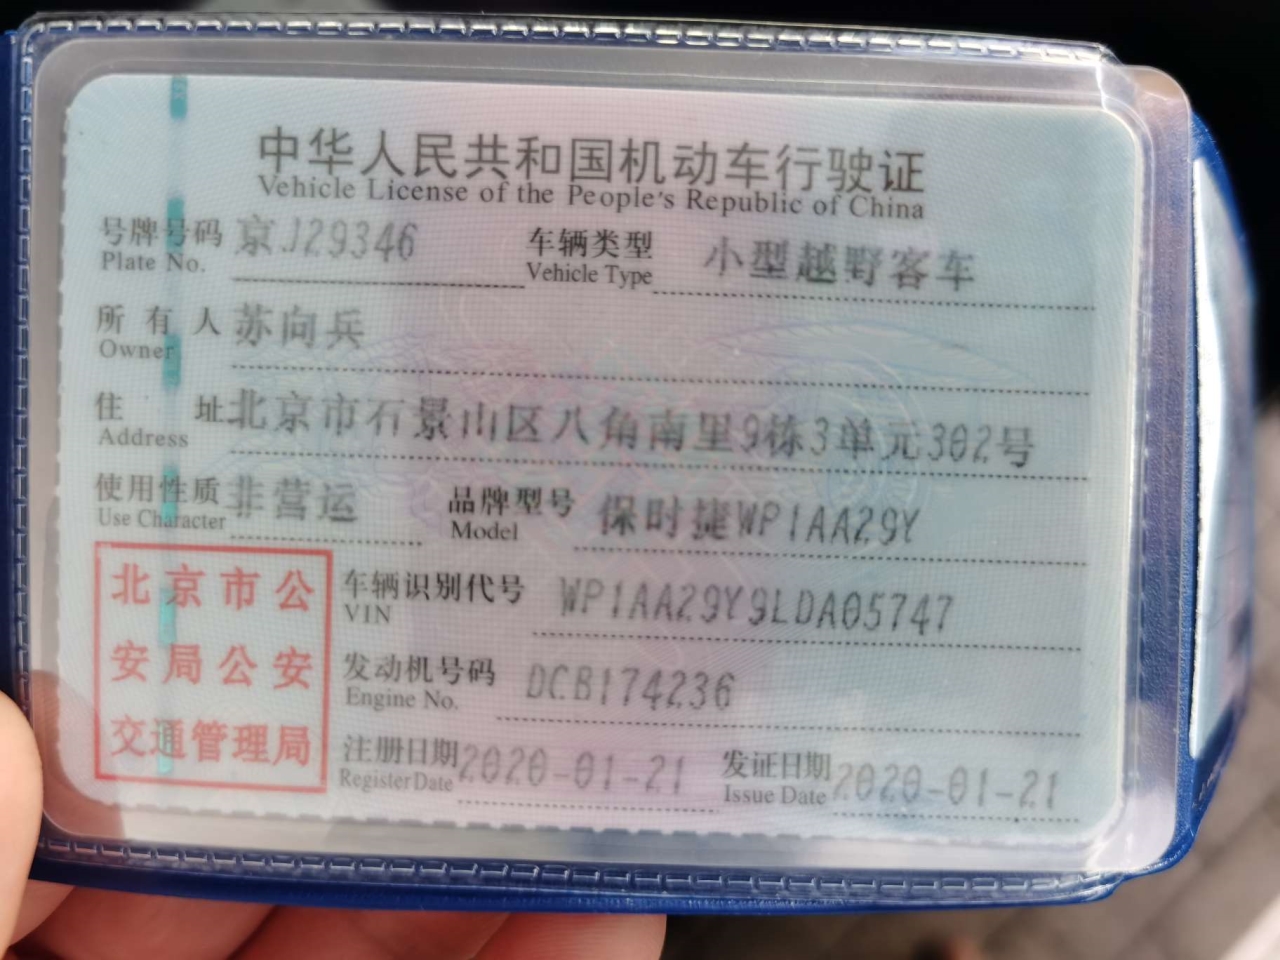 中华人民共和国机动车行驶证
Vehicle License of the People's Republic of China
号牌号码 京J29346 车辆类型 小型越野客车
Plate No. Vehicle Type
所有人 苏向兵
Owner
住址 北京市石景山区八角南里9栋3单元302号
Address
使用性质 非营运 品牌型号 保时捷WP1AA29Y
Use Character Model
车辆识别代号 WP1AA29Y9LDA05747
VIN
发动机号码 DCB174236
Engine No.
注册日期 2020-01-21 发证日期 2020-01-21
Register Date Issue Date
北京市公
安局公安
交通管理局